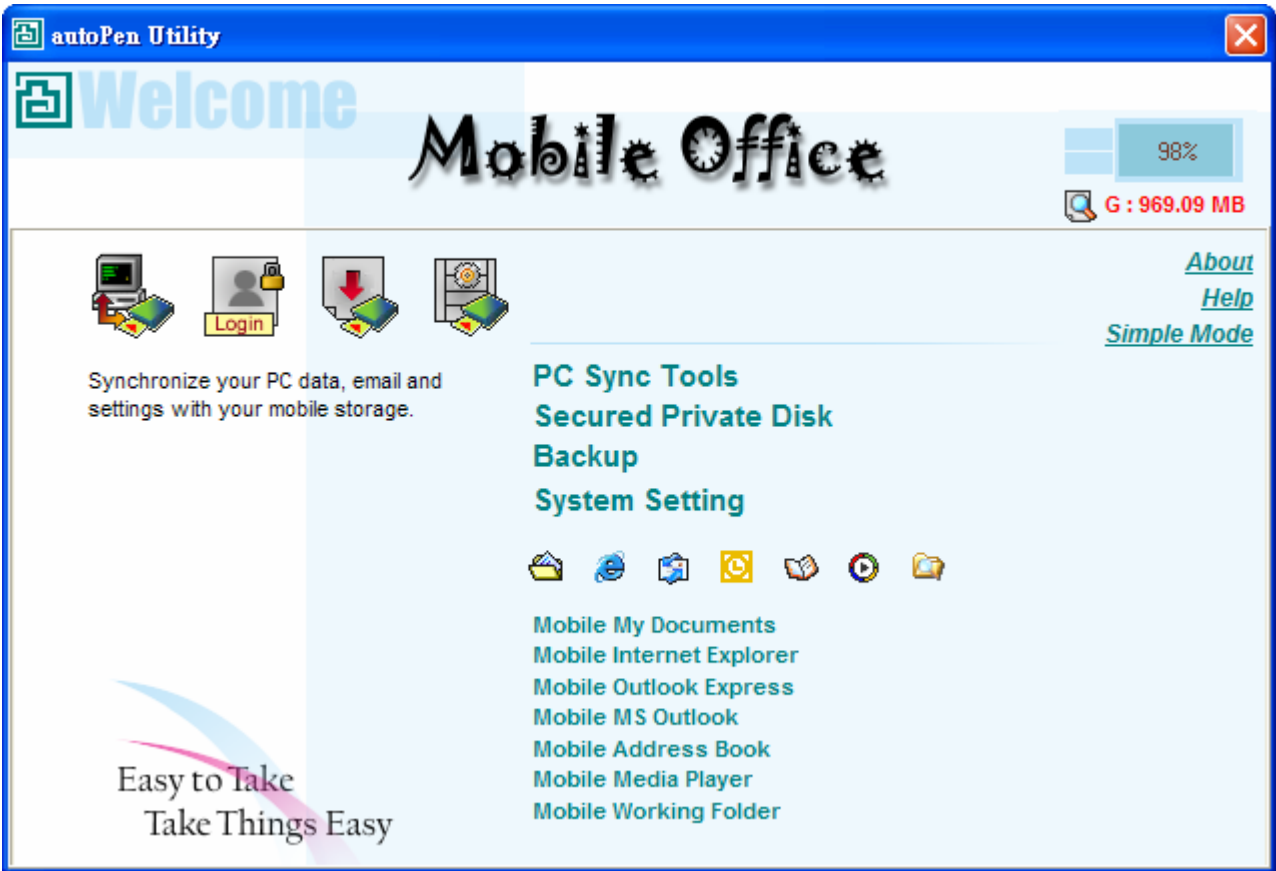 autoPen Utility
Welcome
Mobile Office
98%
G : 969.09 MB
About
Help
Simple Mode
Login
Synchronize your PC data, email and
settings with your mobile storage.
PC Sync Tools
Secured Private Disk
Backup
System Setting
Mobile My Documents
Mobile Internet Explorer
Mobile Outlook Express
Mobile MS Outlook
Mobile Address Book
Mobile Media Player
Mobile Working Folder
Easy to Take
Take Things Easy